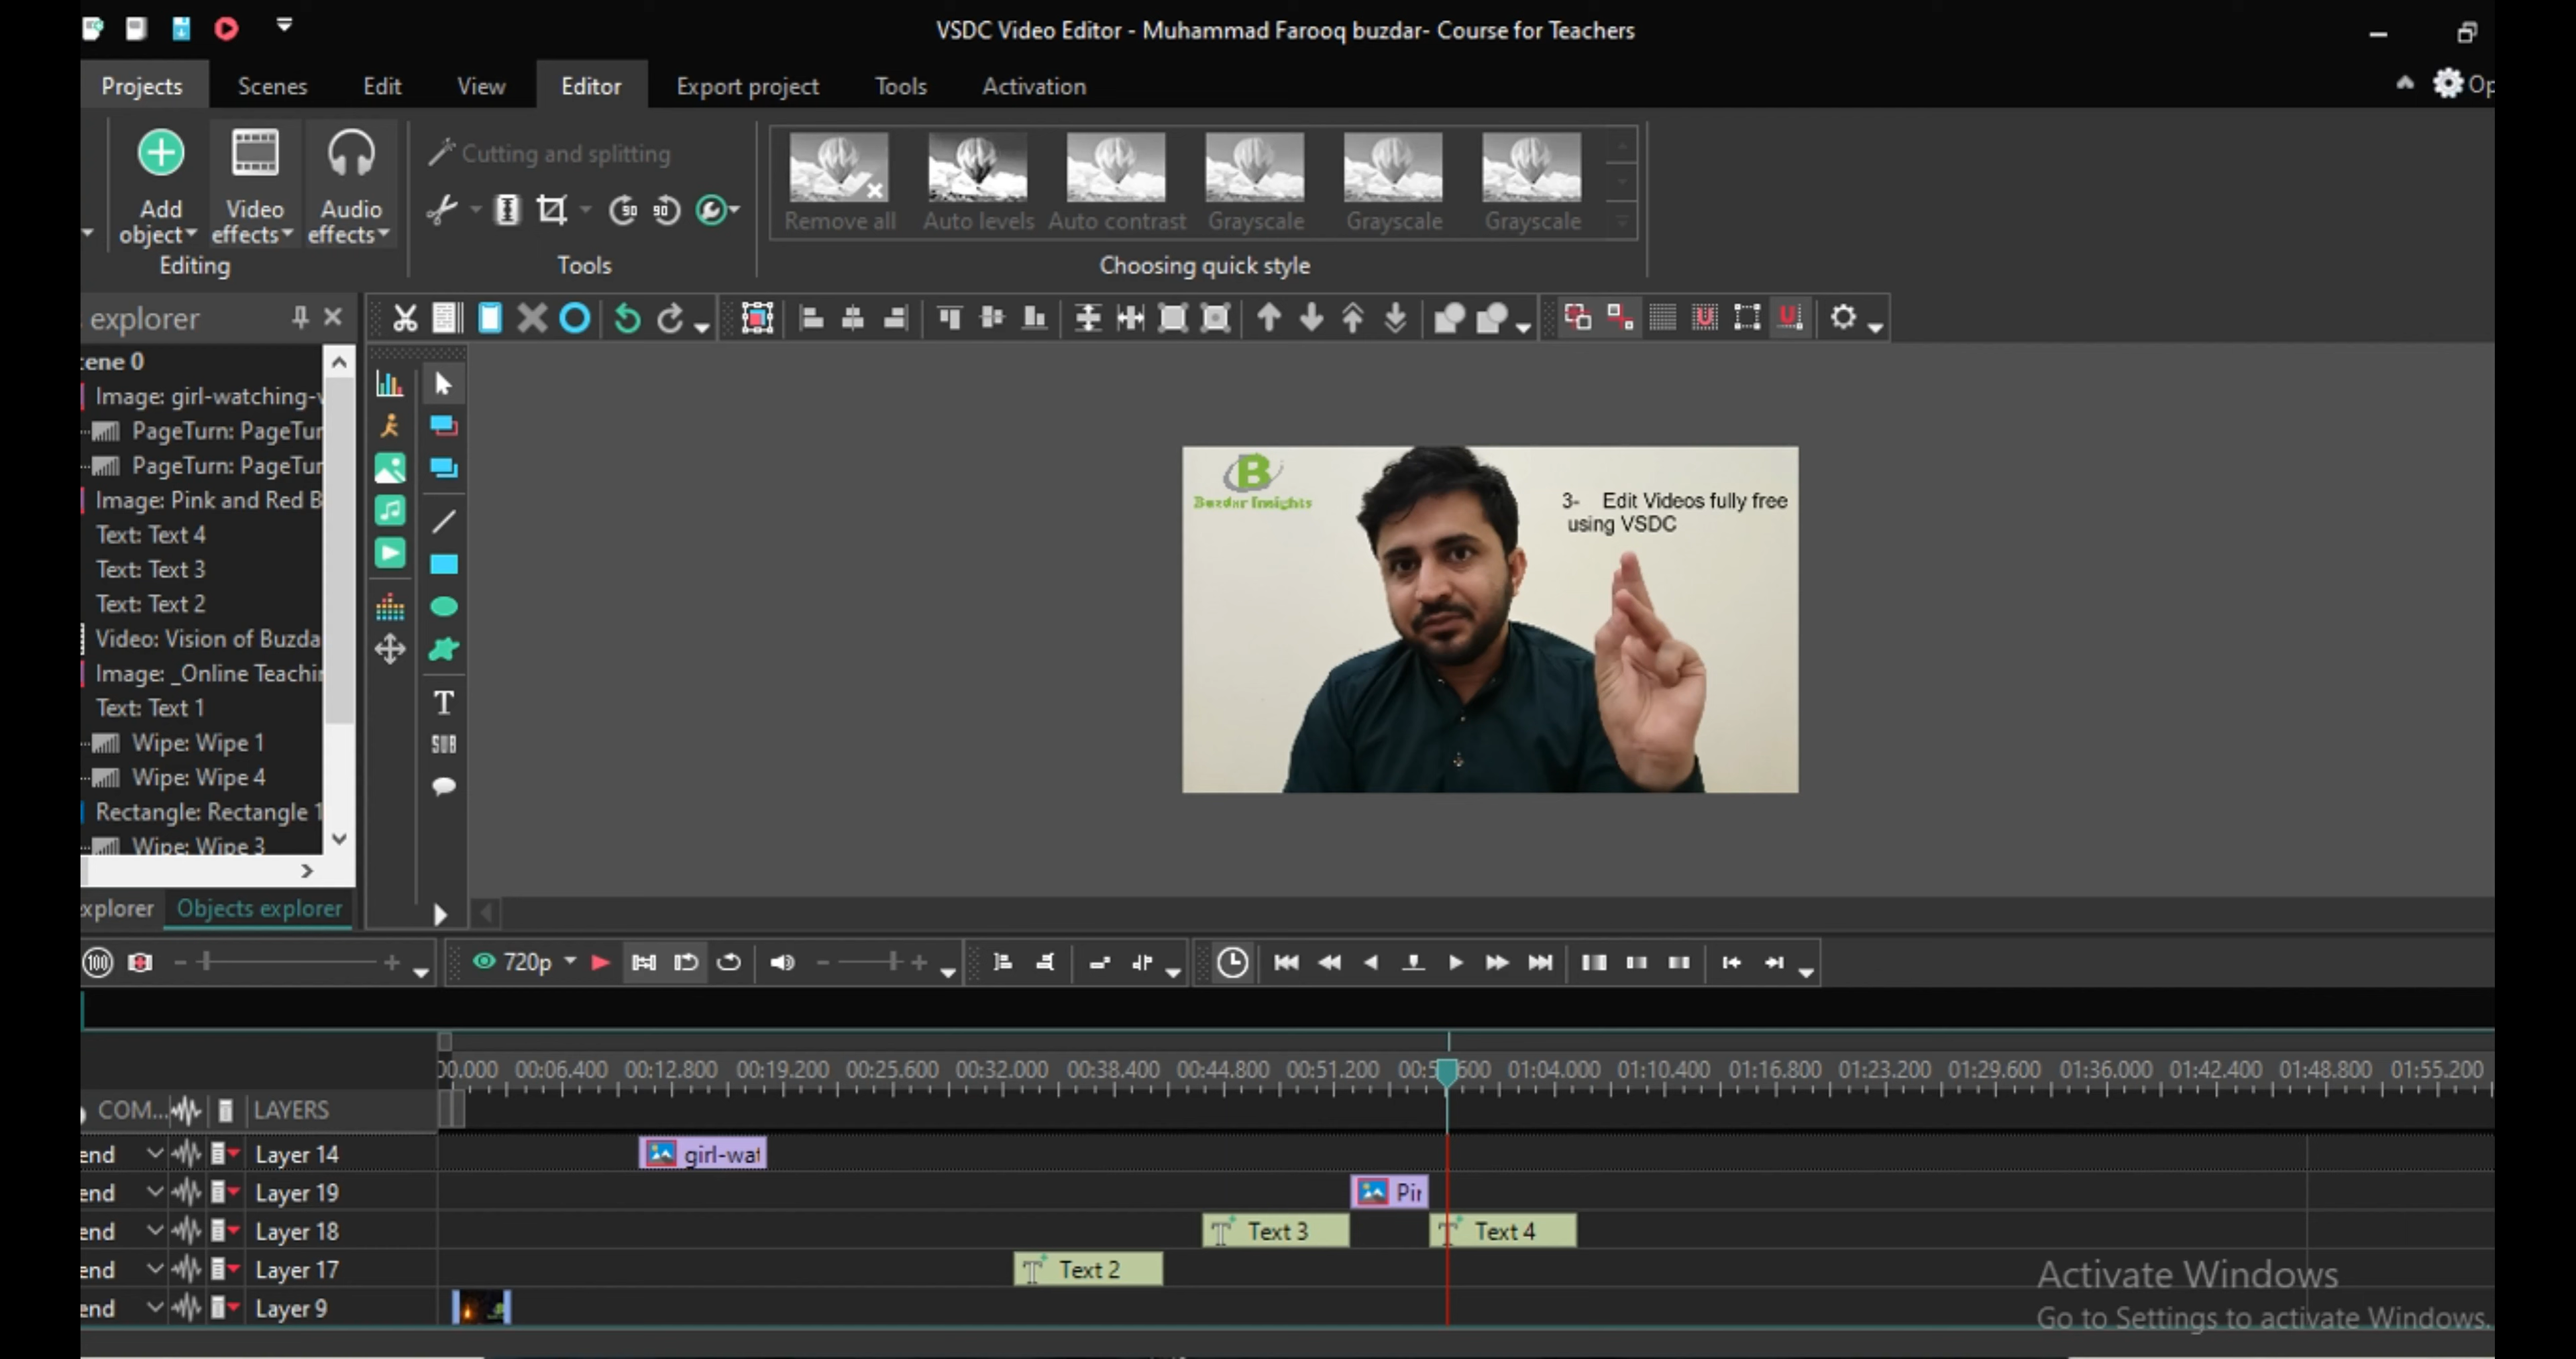 VSDC Video Editor - Muhammad Farooq buzdar- Course for Teachers
Projects Scenes Edit View Editor Export project Tools Activation
Add object Video effects Audio effects
Editing
Cutting and splitting
90 90
Tools
Remove all Auto levels Auto contrast Grayscale Grayscale Grayscale
Choosing quick style
explorer
Image: girl-watching-
PageTurn: PageTur
PageTurn: PageTur
Image: Pink and Red B
Text: Text 4
Text: Text 3
Text: Text 2
Video: Vision of Buzda
Image: _Online Teachi
Text: Text 1
Wipe: Wipe 1
Wipe: Wipe 4
Rectangle: Rectangle 1
Wipe: Wipe 3
Objects explorer
T
SUB
B
Buzdar Insights
3- Edit Videos fully free
using VSDC
100
720p
00.000 00:06.400 00:12.800 00:19.200 00:25.600 00:32.000 00:38.400 00:44.800 00:51.200 01:04.000 01:10.400 01:16.800 01:23.200 01:29.600 01:36.000 01:42.400 01:48.800 01:55.200
COM... LAYERS
Layer 14 girl-wat
Layer 19
Layer 18 Text 3 Text 4
Layer 17 Text 2
Layer 9
Activate Windows
Go to Settings to activate Windows.